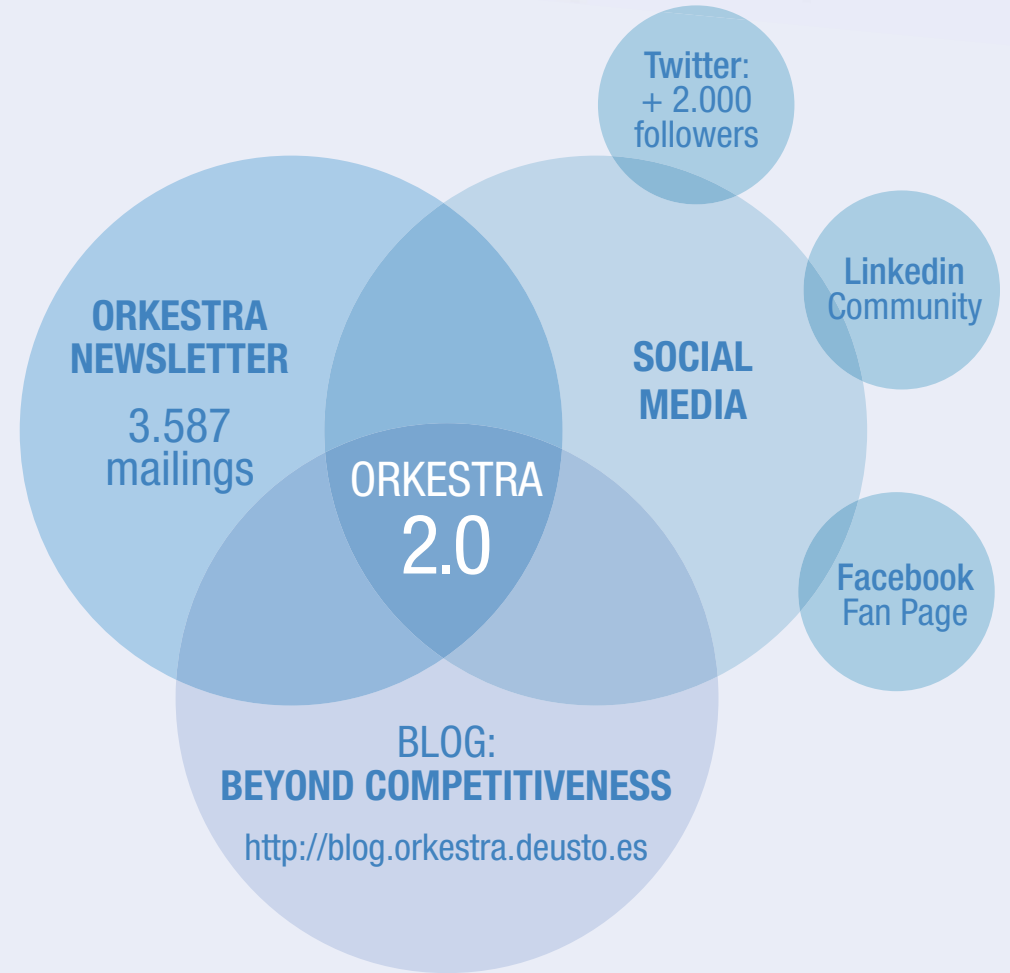 Twitter:
+ 2.000
followers
Linkedin
Community
ORKESTRA
NEWSLETTER
3.587
mailings
SOCIAL
MEDIA
ORKESTRA
2.0
Facebook
Fan Page
BLOG:
BEYOND COMPETITIVENESS
http://blog.orkestra.deusto.es